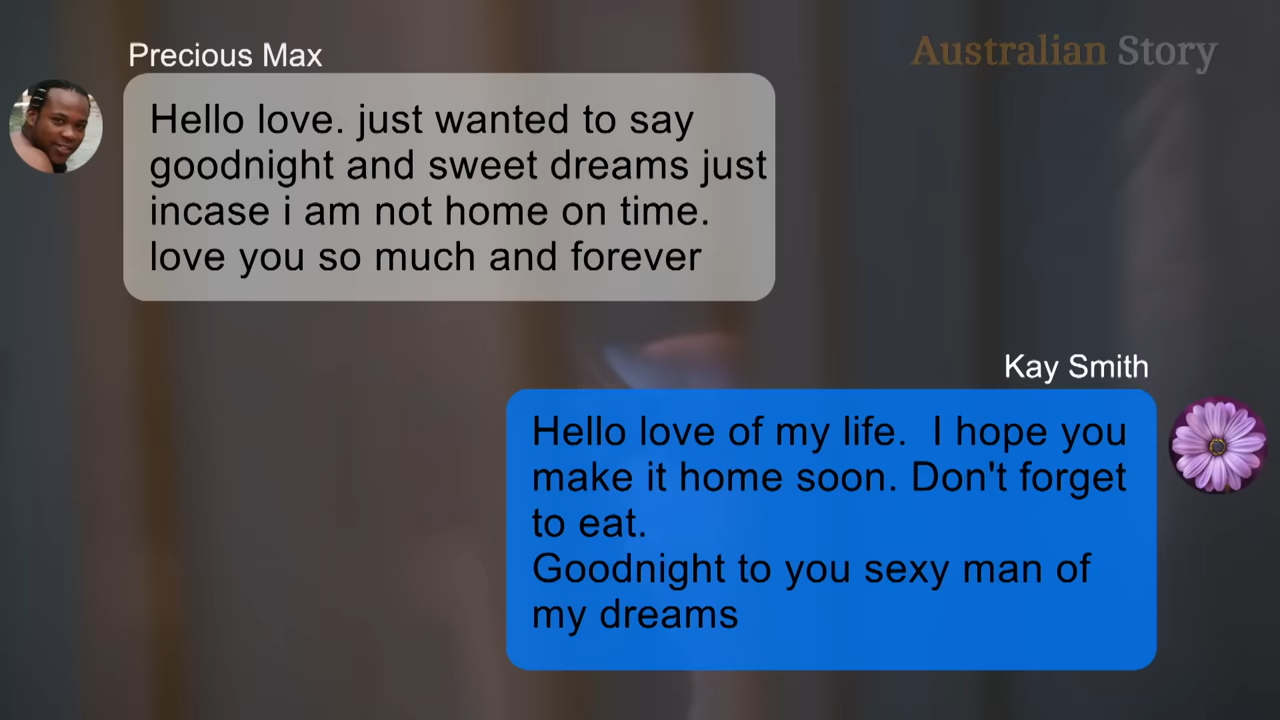 Australian Story
Precious Max
Hello love. just wanted to say
goodnight and sweet dreams just
incase i am not home on time.
love you so much and forever
Kay Smith
Hello love of my life.  I hope you
make it home soon. Don't forget
to eat.
Goodnight to you sexy man of
my dreams